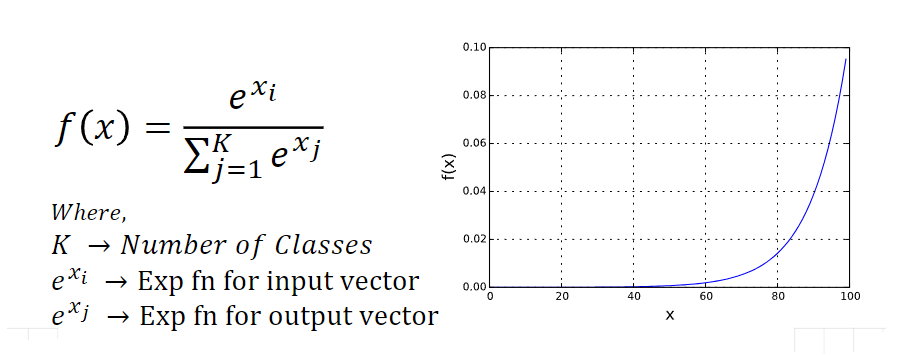 f(x) = e^{x_i} / ∑_{j=1}^{K} e^{x_j}
Where,
K → Number of Classes
e^{x_i} → Exp fn for input vector
e^{x_j} → Exp fn for output vector
0.10
0.08
0.06
0.04
0.02
0.00
f(x)
0 20 40 60 80 100
x